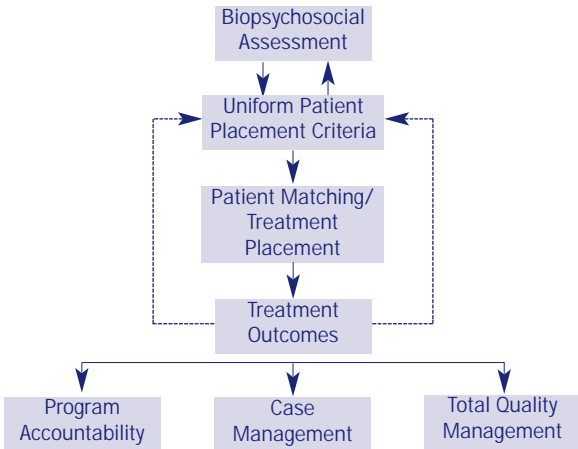 Biopsychosocial
Assessment
Uniform Patient
Placement Criteria
Patient Matching/
Treatment
Placement
Treatment
Outcomes
Program
Accountability
Case
Management
Total Quality
Management